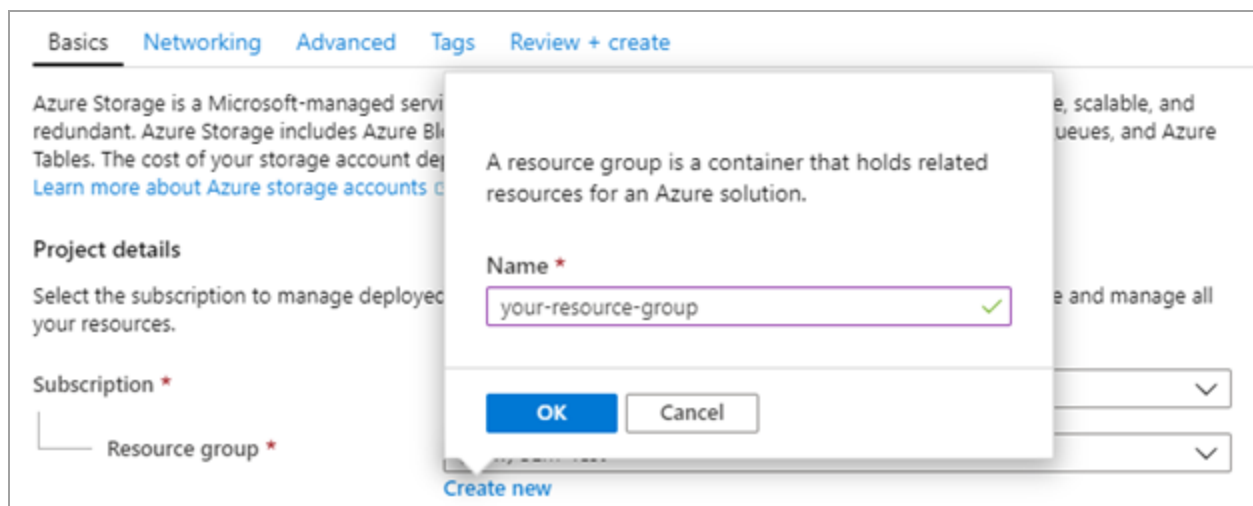 Basics Networking Advanced Tags Review + create
Azure Storage is a Microsoft-managed servi e, scalable, and
redundant. Azure Storage includes Azure Bl ueues, and Azure
Tables. The cost of your storage account de
Learn more about Azure storage accounts
A resource group is a container that holds related
resources for an Azure solution.
Name *
your-resource-group
OK Cancel
Project details
Select the subscription to manage deployed e and manage all
your resources.
Subscription *
Resource group *
Create new